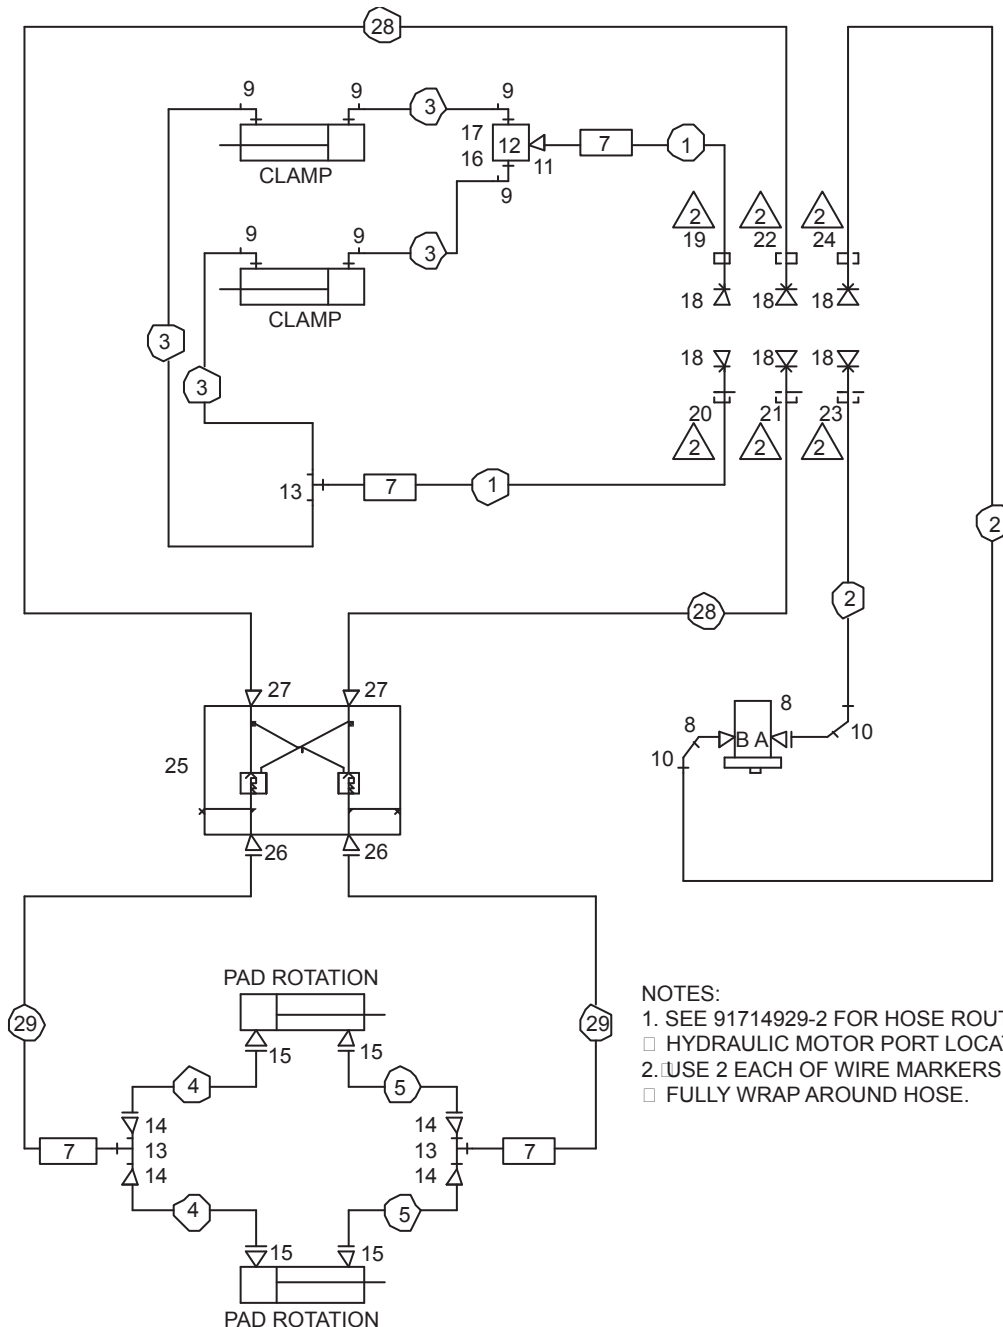 28
9 9 3 9
17 12 7 1
16 11
CLAMP 9
2 2 2
19 22 24
9 9 3
18 18 18
CLAMP
3
18 18 18
3
20 21 23
2 2 2
13 7 1
2
2
28
27 27
8
8 B A 10
10
25
26 26
PAD ROTATION
29 29
15 15
4 5
14 14
7 13 13 7
14 14
4 5
15 15
PAD ROTATION
NOTES:
1. SEE 91714929-2 FOR HOSE ROUT
HYDRAULIC MOTOR PORT LOCA
2. USE 2 EACH OF WIRE MARKERS
FULLY WRAP AROUND HOSE.